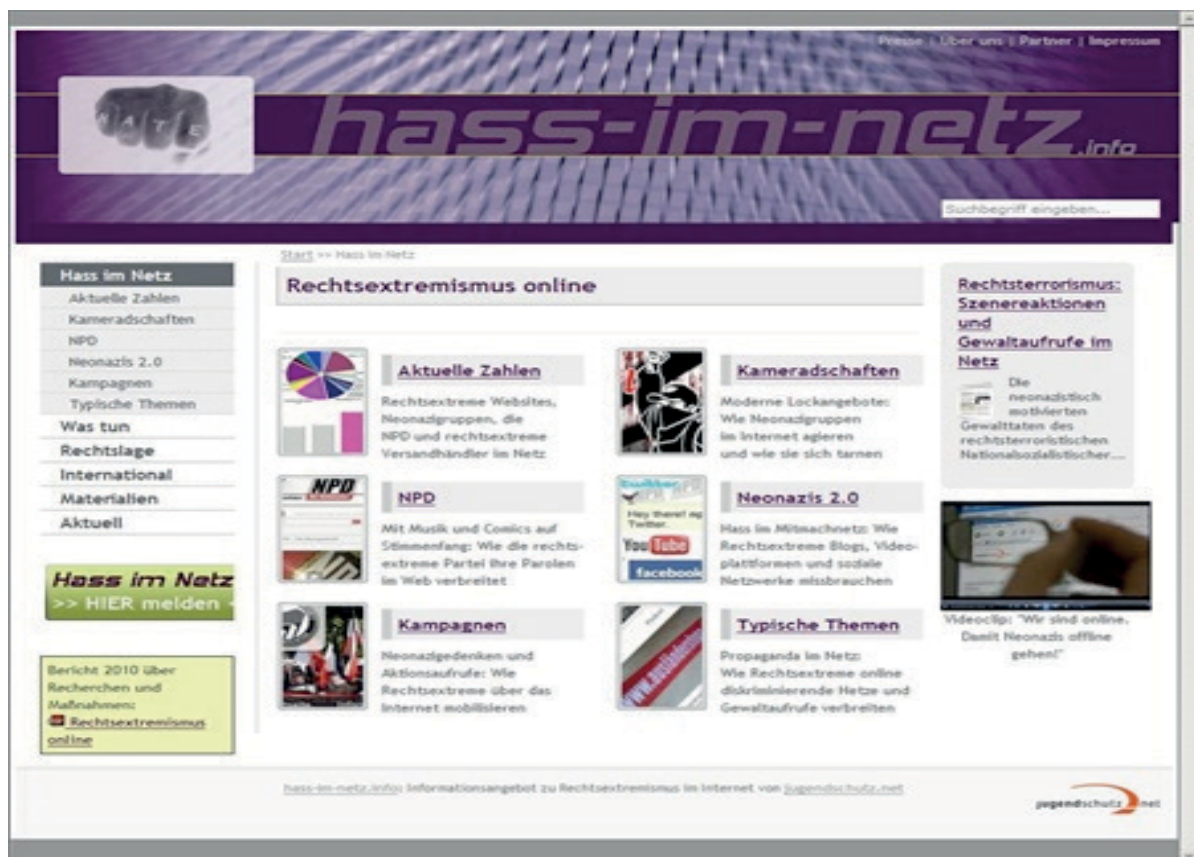 Presse | Über uns | Partner | Impressum
HATE
hass-im-netz.info
Suchbegriff eingeben...
Start >> Hass im Netz
Hass im Netz
Aktuelle Zahlen
Kameradschaften
NPD
Neonazis 2.0
Kampagnen
Typische Themen
Was tun
Rechtslage
International
Materialien
Aktuell
Hass im Netz
>> HIER melden <
Bericht 2010 über
Recherchen und
Maßnahmen:
Rechtsextremismus
online
Rechtsextremismus online
Aktuelle Zahlen
Rechtsextreme Websites,
Neonazigruppen, die
NPD und rechtsextreme
Versandhändler im Netz
Kameradschaften
Moderne Lockangebote:
Wie Neonazigruppen
im Internet agieren
und wie sie sich tarnen
NPD
NPD
Mit Musik und Comics auf
Stimmenfang: Wie die rechts-
extreme Partei ihre Parolen
im Web verbreitet
twitter
Hey there!
Twitter.
YouTube
facebook
Neonazis 2.0
Hass im Mitmachnetz: Wie
Rechtsextreme Blogs, Video-
plattformen und soziale
Netzwerke missbrauchen
Kampagnen
Neonazigedenken und
Aktionsaufrufe: Wie
Rechtsextreme über das
Internet mobilisieren
Typische Themen
Propaganda im Netz:
Wie Rechtsextreme online
diskriminierende Hetze und
Gewaltaufrufe verbreiten
Rechtsterrorismus:
Szenereaktionen
und
Gewaltaufrufe im
Netz
Die
neonazistisch
motivierten
Gewalttaten des
rechtsterroristischen
Nationalsozialistischer...
Videoclip: "Wir sind online.
Damit Neonazis offline
gehen!"
hass-im-netz.info: Informationsangebot zu Rechtsextremismus im Internet von jugendschutz.net
jugendschutz net